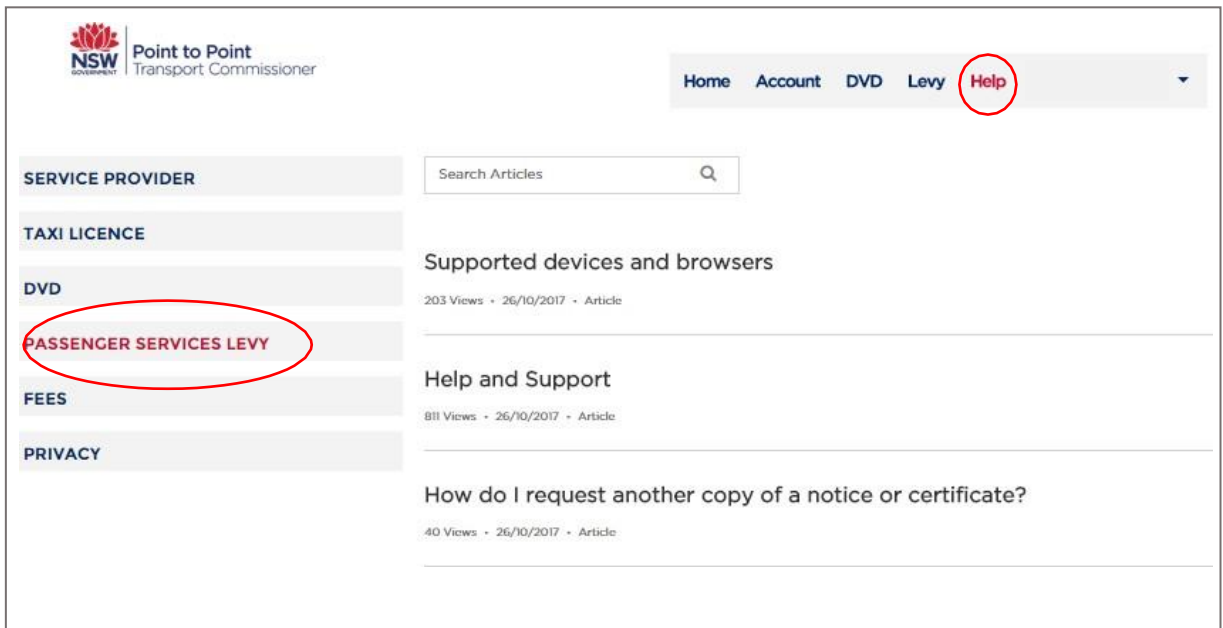 NSW
GOVERNMENT
Point to Point
Transport Commissioner
Home Account DVD Levy Help
SERVICE PROVIDER
TAXI LICENCE
DVD
PASSENGER SERVICES LEVY
FEES
PRIVACY
Search Articles
Supported devices and browsers
203 Views • 26/10/2017 • Article
Help and Support
811 Views • 26/10/2017 • Article
How do I request another copy of a notice or certificate?
40 Views • 26/10/2017 • Article